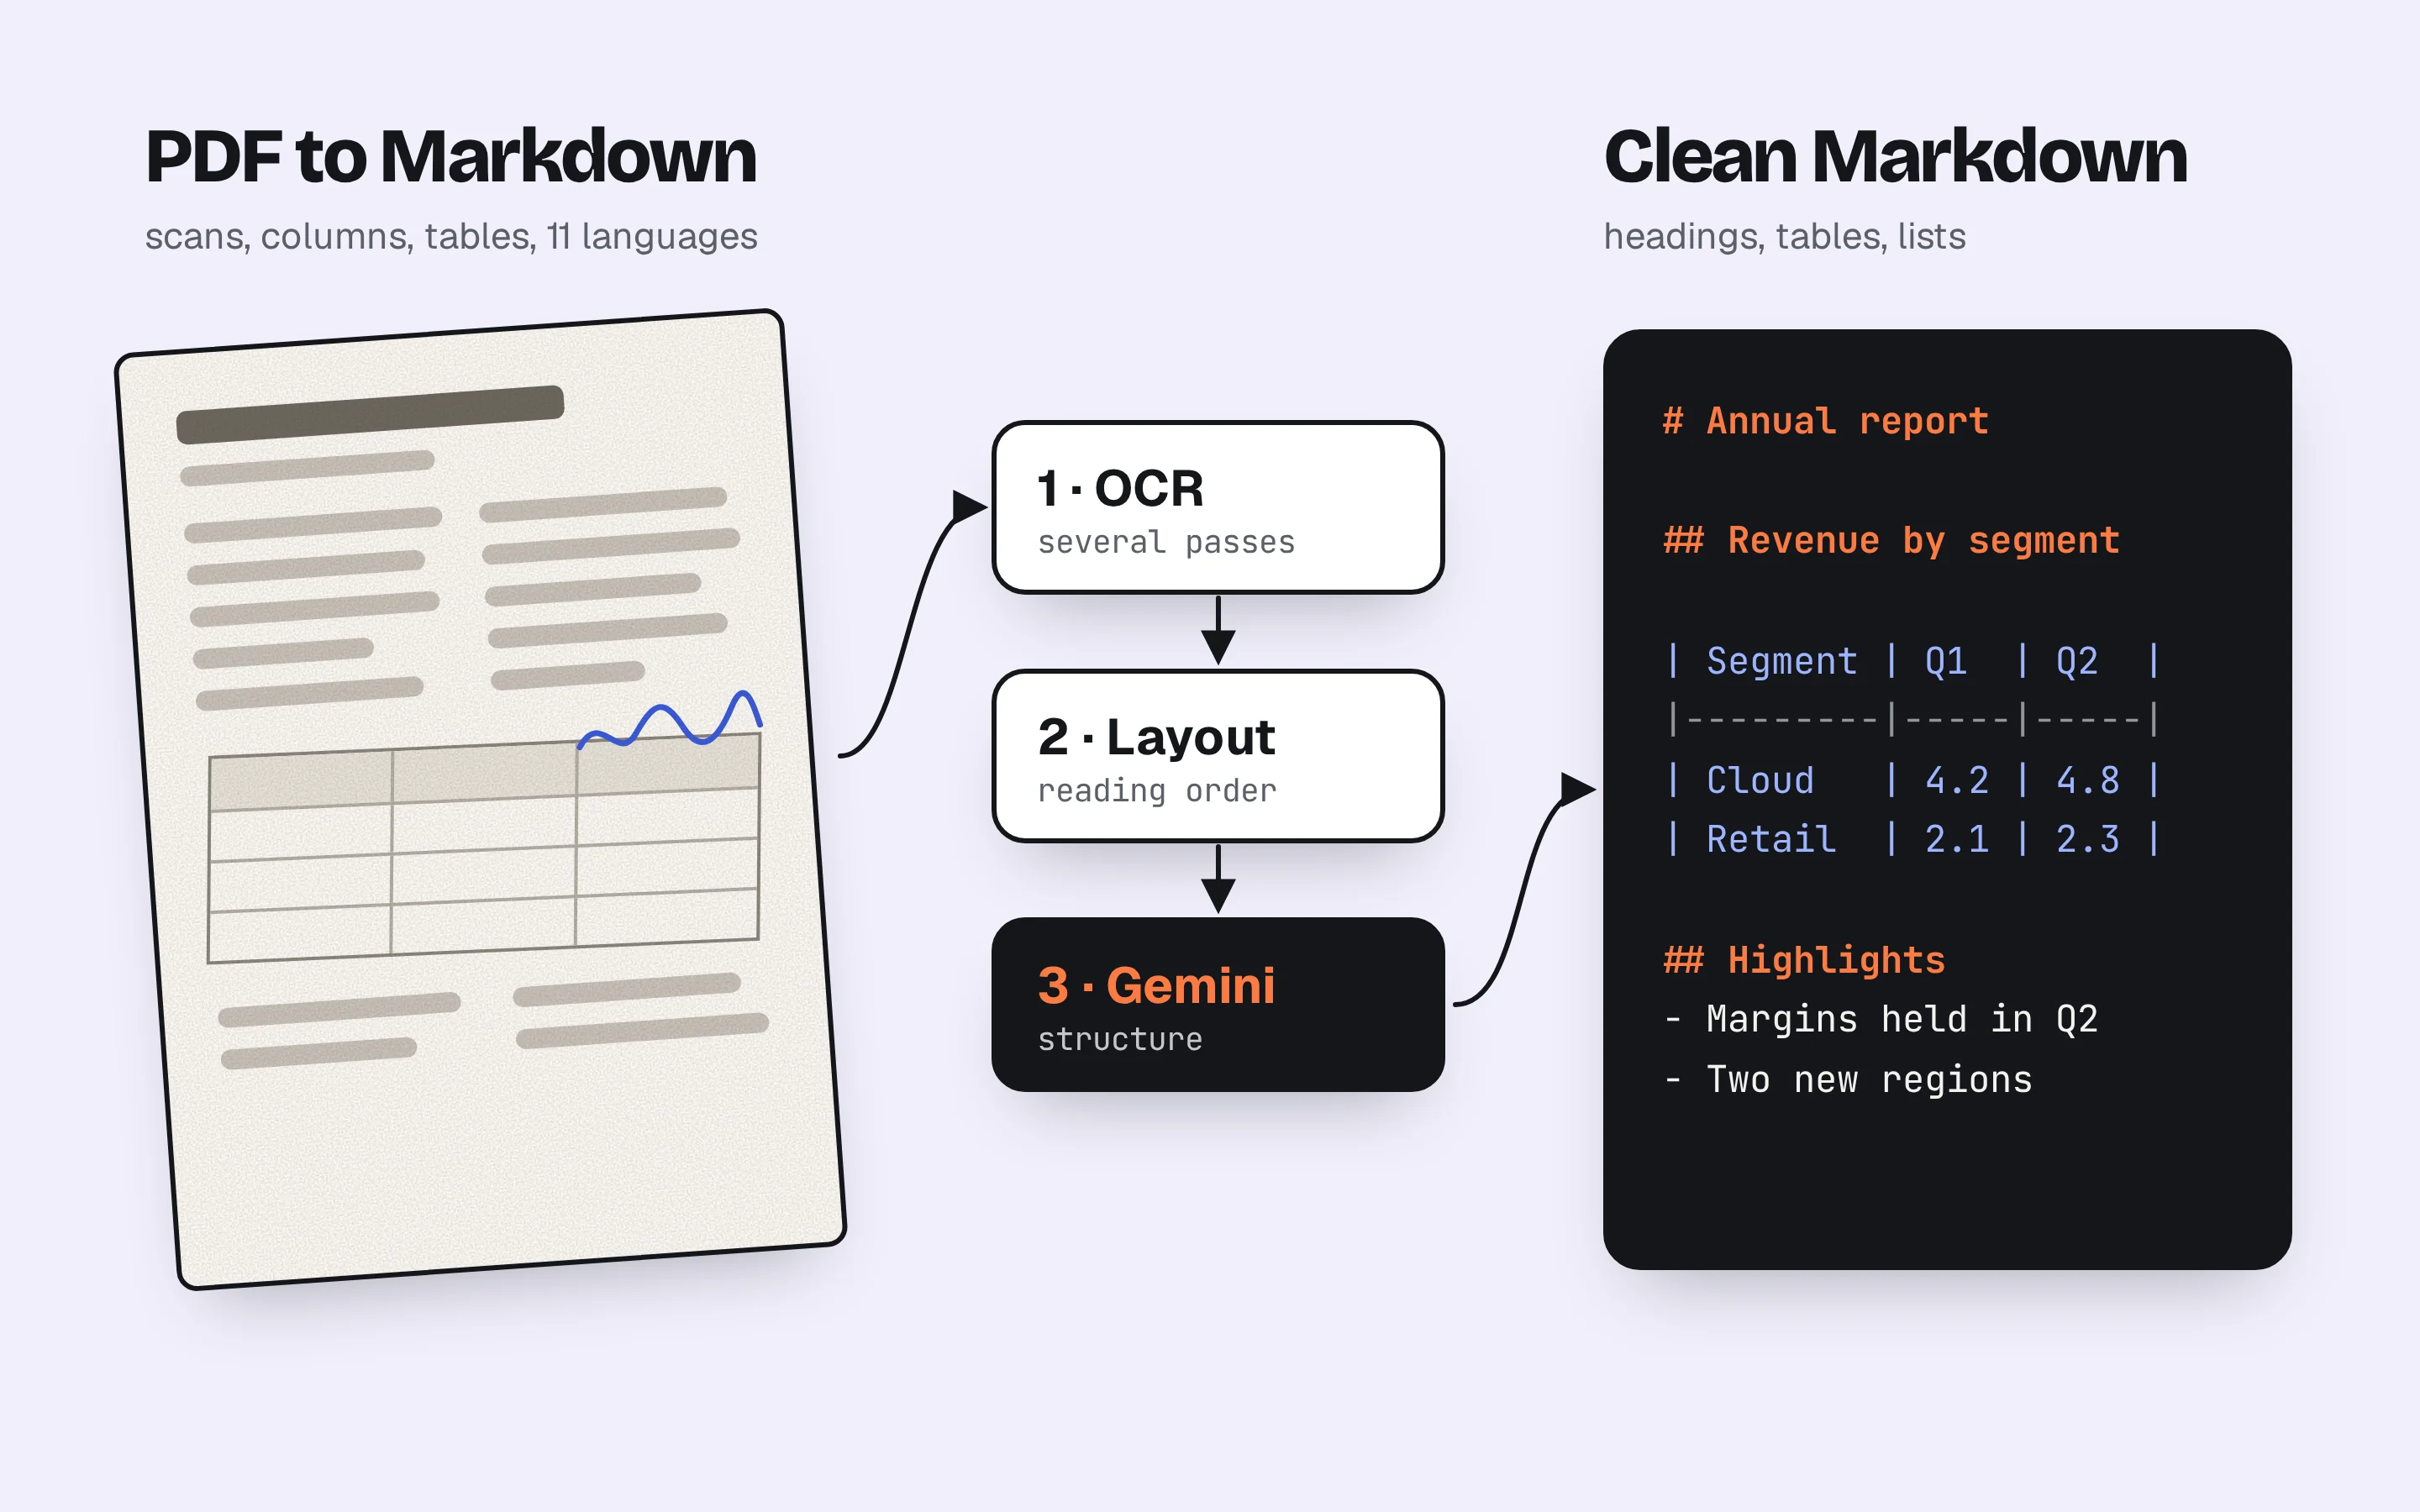 PDF to Markdown
scans, columns, tables, 11 languages
1 · OCR
several passes
2 · Layout
reading order
3 · Gemini
structure
Clean Markdown
headings, tables, lists
# Annual report
## Revenue by segment
| Segment | Q1  | Q2  |
|---------|-----|-----|
| Cloud   | 4.2 | 4.8 |
| Retail  | 2.1 | 2.3 |
## Highlights
- Margins held in Q2
- Two new regions